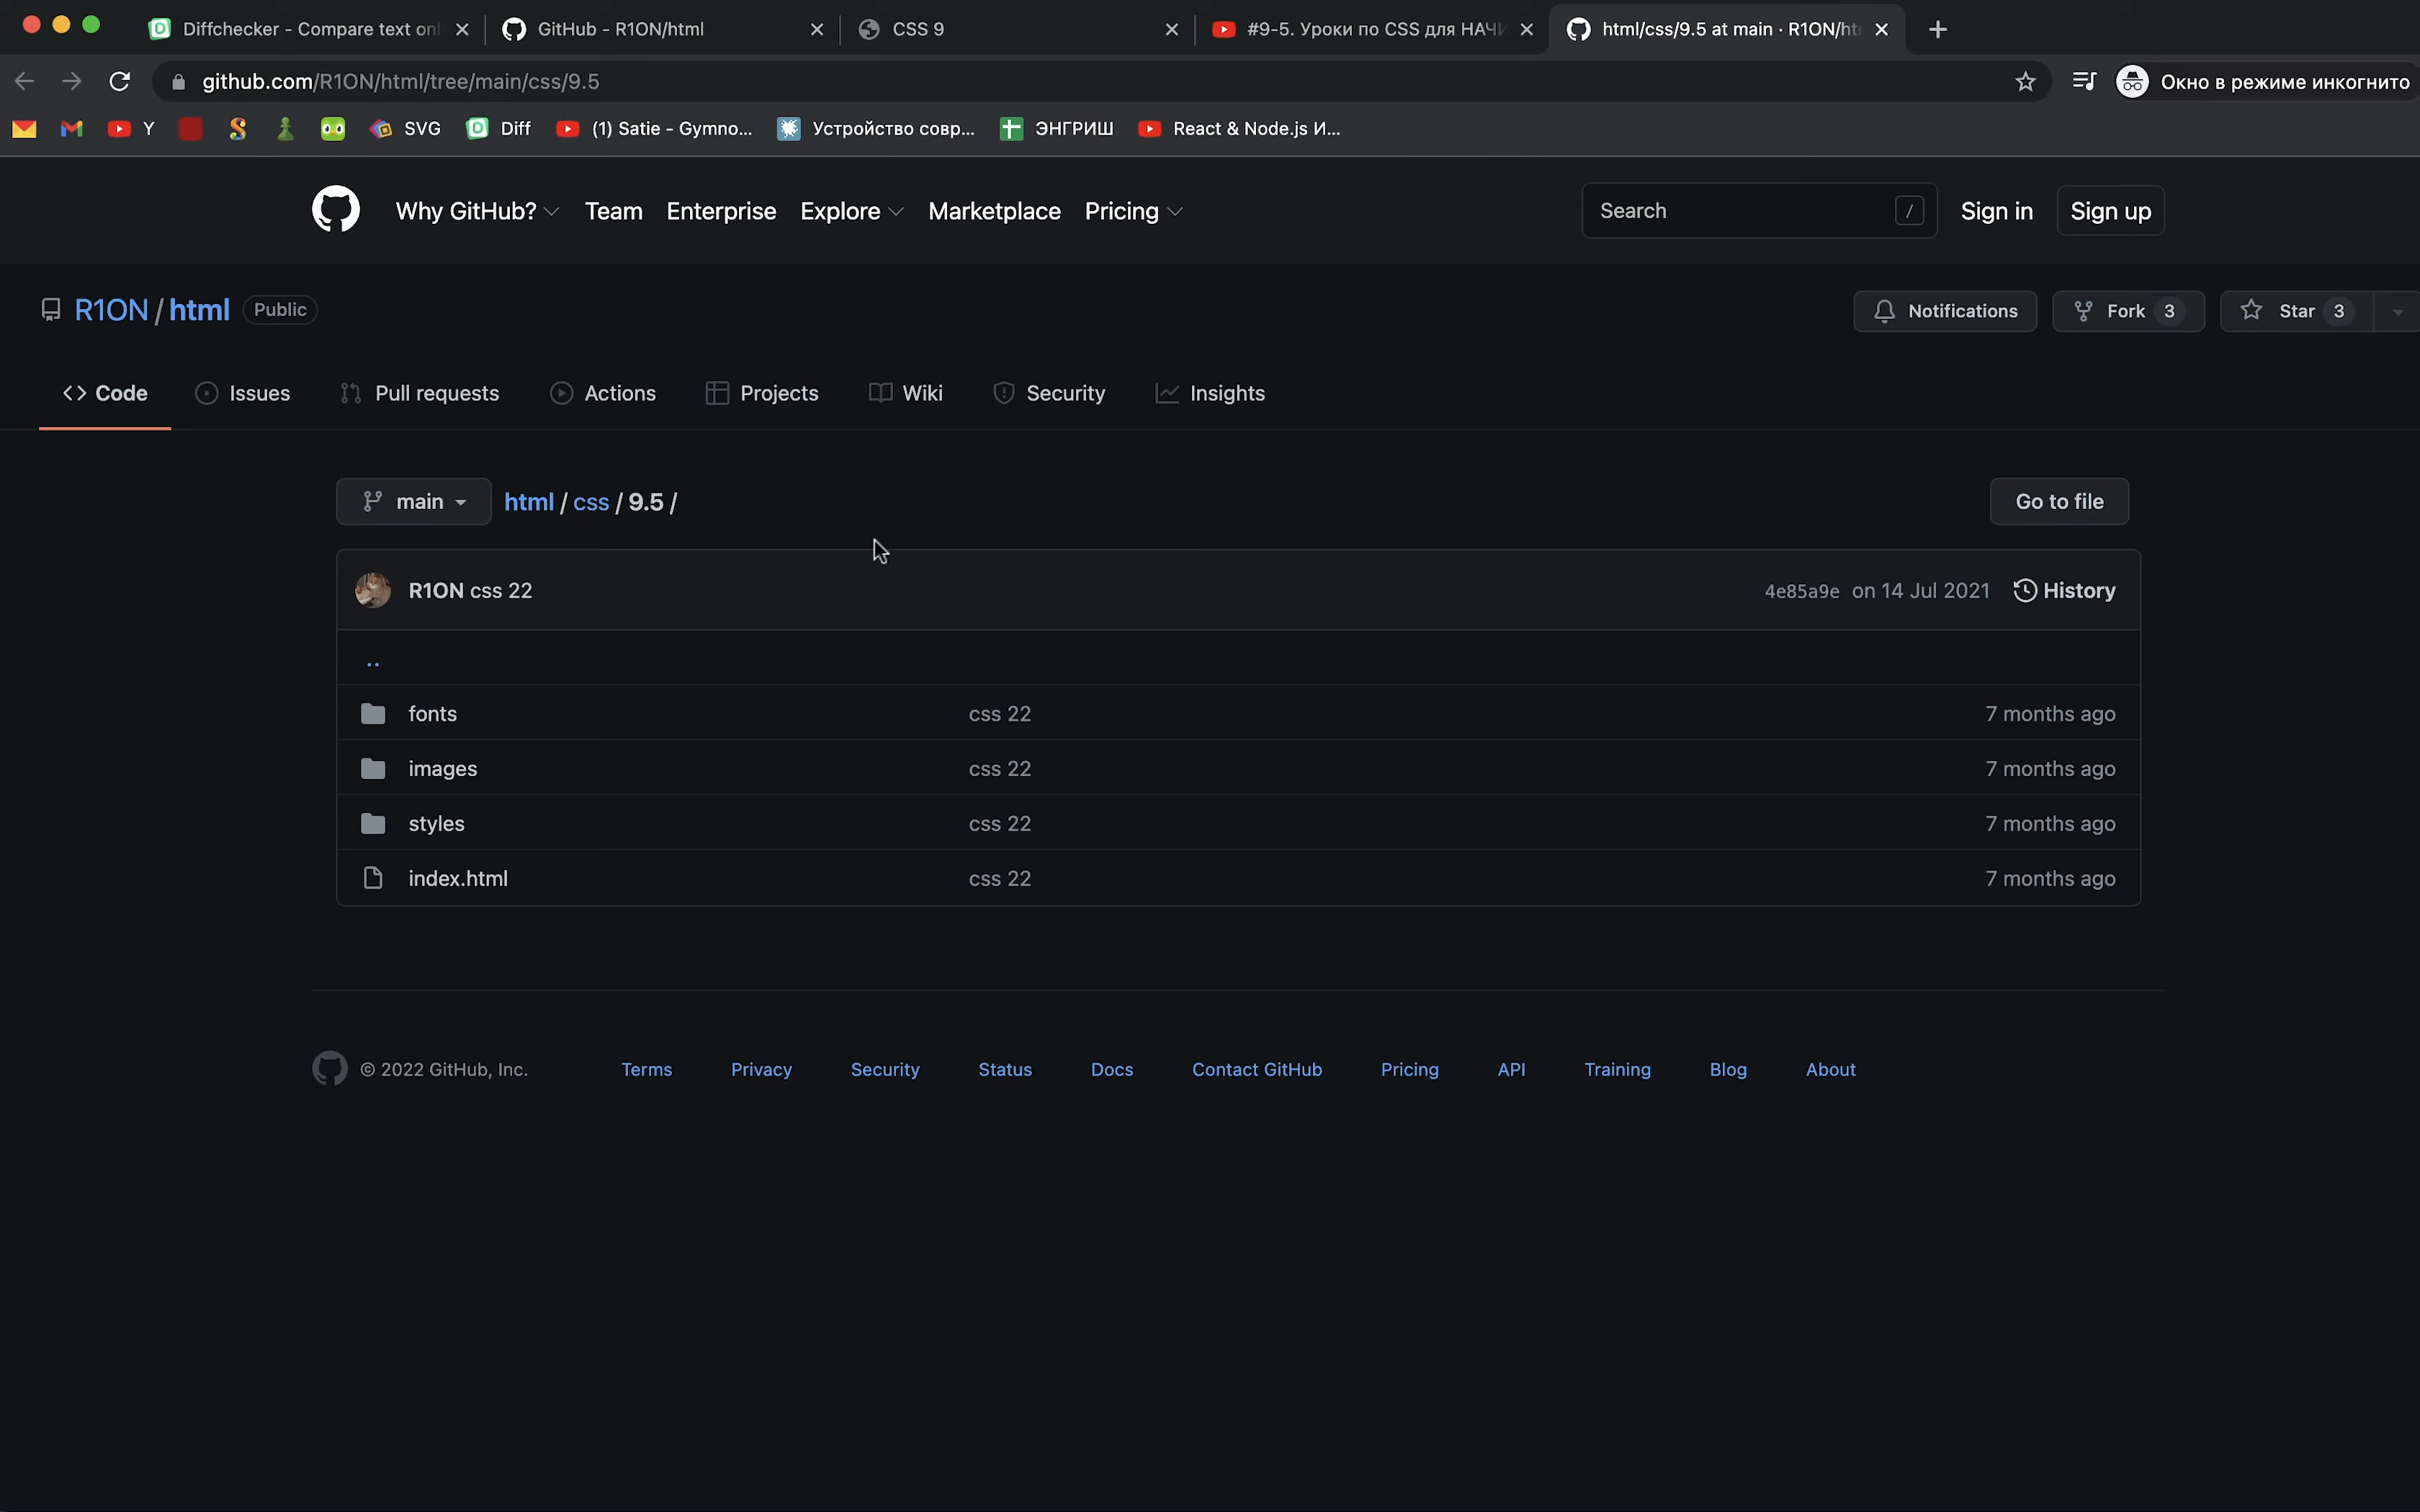 Diffchecker - Compare text onl
GitHub - R1ON/html
CSS 9
#9-5. Уроки по CSS для НАЧИ
html/css/9.5 at main · R1ON/ht
github.com/R1ON/html/tree/main/css/9.5
Окно в режиме инкогнито
Y
SVG
Diff
(1) Satie - Gymno...
Устройство совр...
ЭНГРИШ
React & Node.js И...
Why GitHub? Team Enterprise Explore Marketplace Pricing
Search /
Sign in
Sign up
R1ON / html Public
Notifications
Fork 3
Star 3
Code Issues Pull requests Actions Projects Wiki Security Insights
main
html / css / 9.5 /
Go to file
R1ON css 22
4e85a9e on 14 Jul 2021 History
..
fonts css 22 7 months ago
images css 22 7 months ago
styles css 22 7 months ago
index.html css 22 7 months ago
© 2022 GitHub, Inc. Terms Privacy Security Status Docs Contact GitHub Pricing API Training Blog About